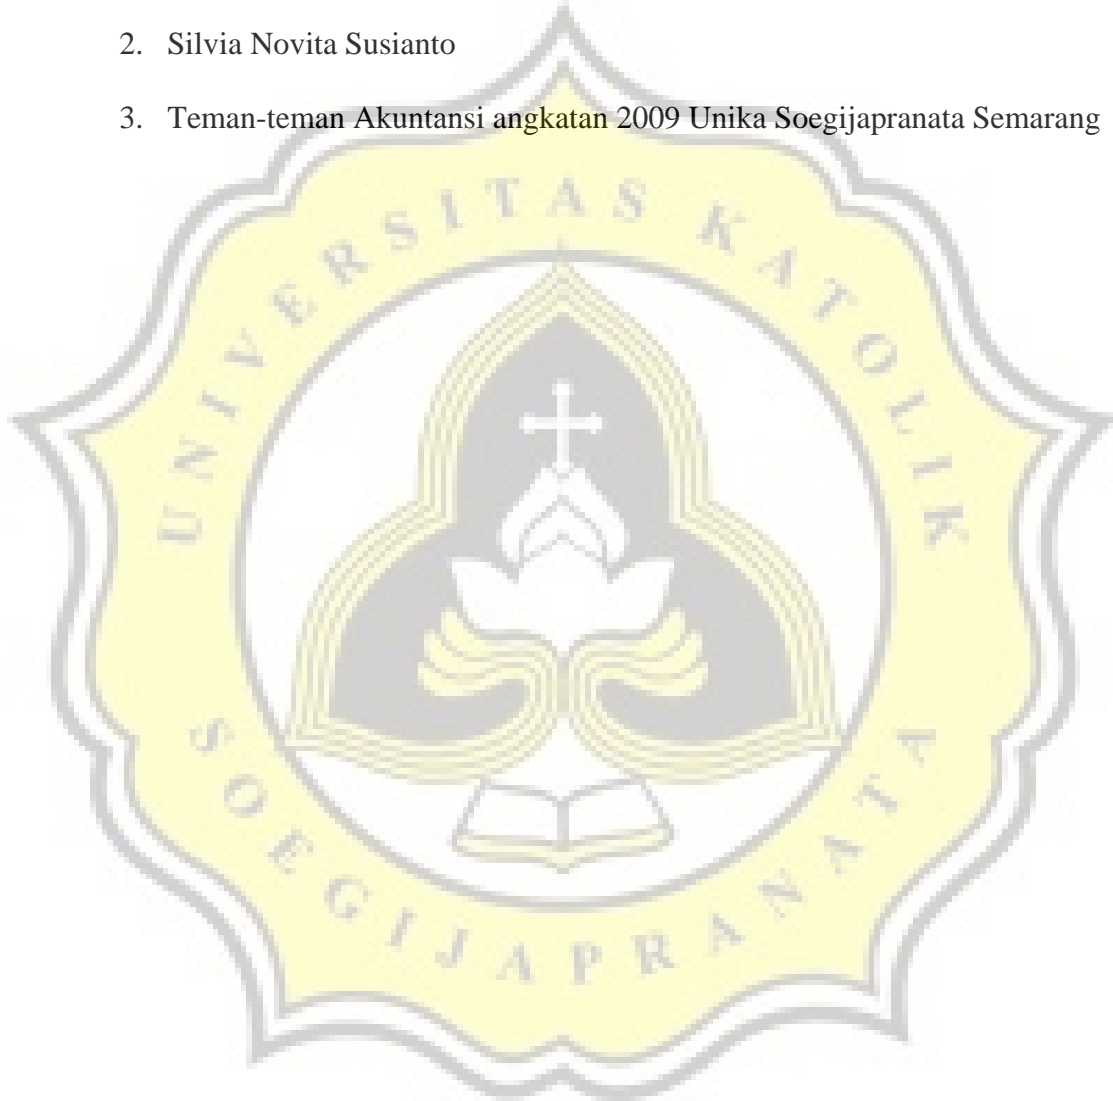 2. Silvia Novita Susianto
3. Teman-teman Akuntansi angkatan 2009 Unika Soegijapranata Semarang
UNIVERSITAS KATOLIK
SOEGIJAPRANATA